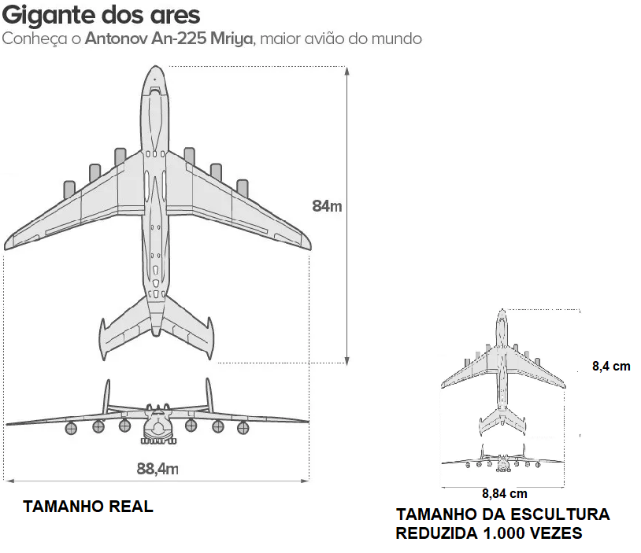 Gigante dos ares
Conheça o Antonov An-225 Mriya, maior avião do mundo
84m
8,4 cm
88,4m
8,84 cm
TAMANHO REAL
TAMANHO DA ESCULTURA
REDUZIDA 1.000 VEZES